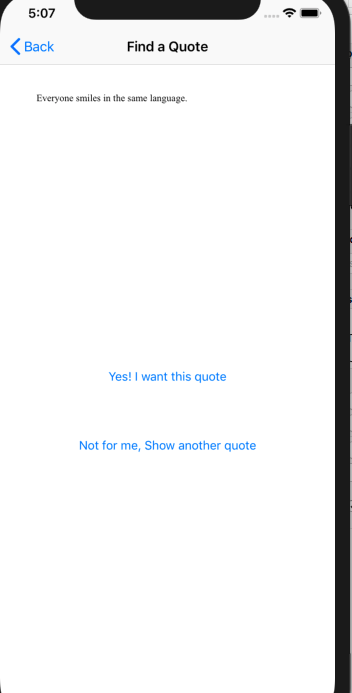 5:07
Back
Find a Quote
Everyone smiles in the same language.
Yes! I want this quote
Not for me, Show another quote